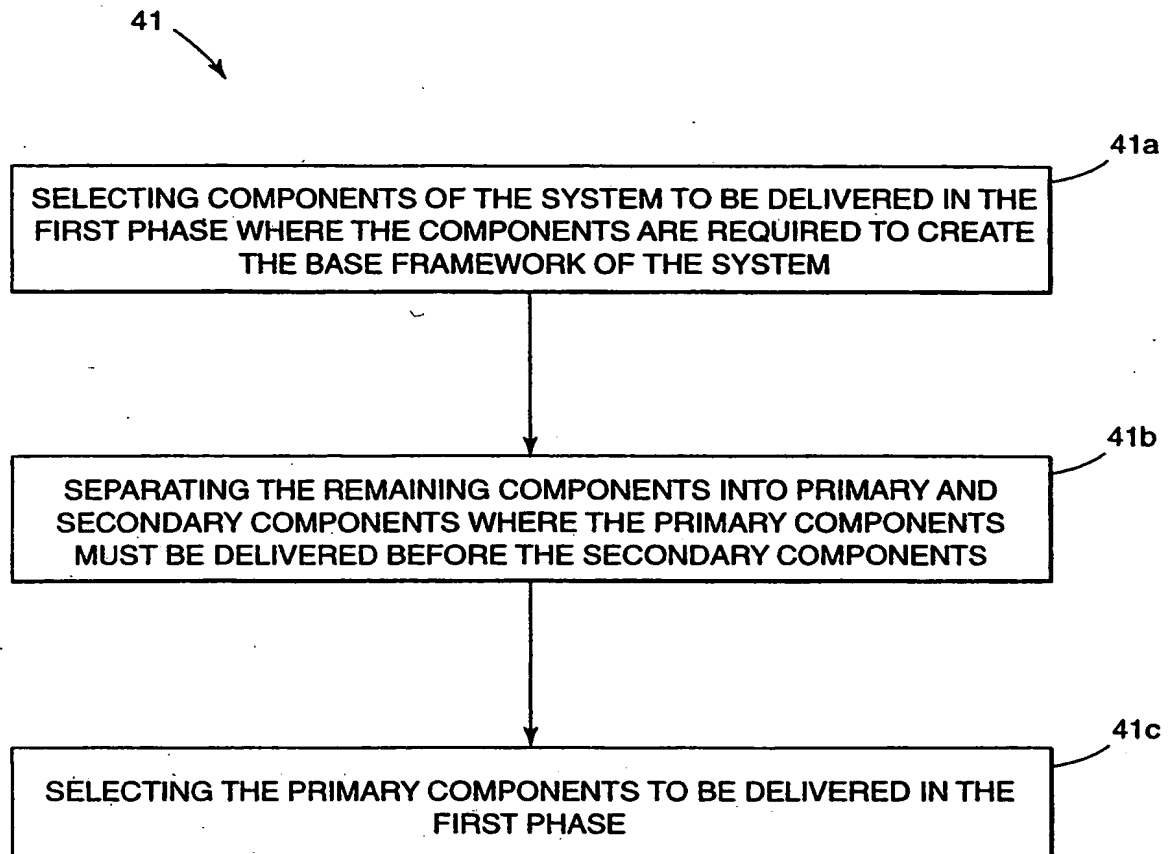 41
41a
SELECTING COMPONENTS OF THE SYSTEM TO BE DELIVERED IN THE
FIRST PHASE WHERE THE COMPONENTS ARE REQUIRED TO CREATE
THE BASE FRAMEWORK OF THE SYSTEM
41b
SEPARATING THE REMAINING COMPONENTS INTO PRIMARY AND
SECONDARY COMPONENTS WHERE THE PRIMARY COMPONENTS
MUST BE DELIVERED BEFORE THE SECONDARY COMPONENTS
41c
SELECTING THE PRIMARY COMPONENTS TO BE DELIVERED IN THE
FIRST PHASE